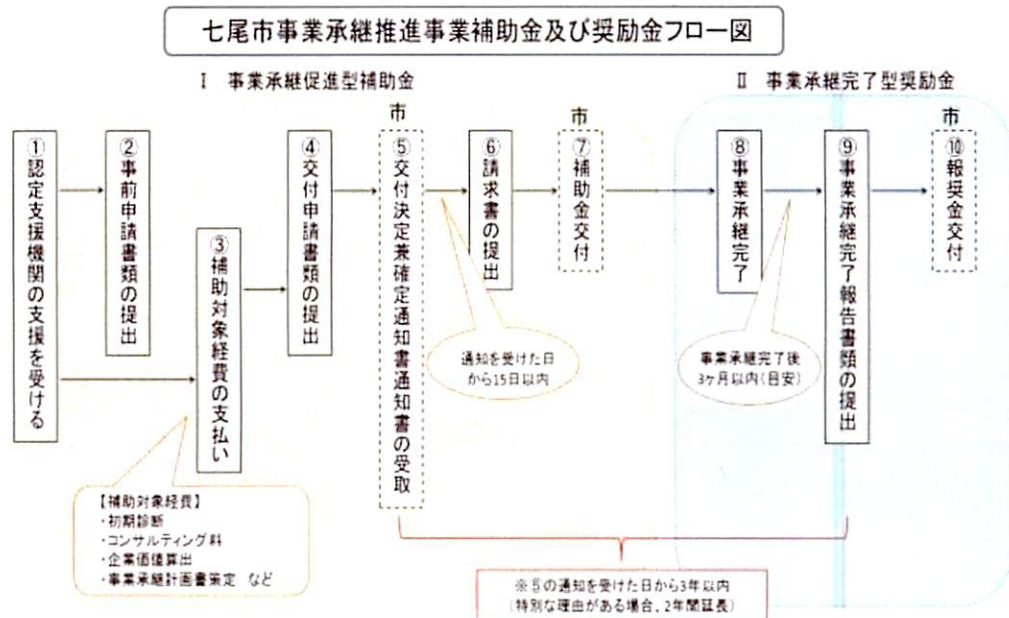 七尾市事業承継推進事業補助金及び奨励金フロー図
Ⅰ 事業承継促進型補助金
Ⅱ 事業承継完了型奨励金
①認定支援機関の支援を受ける
②事前申請書類の提出
③補助対象経費の支払い
④交付申請書類の提出
市
⑤交付決定兼確定通知書通知書の受取
⑥請求書の提出
市
⑦補助金交付
⑧事業承継完了
⑨事業承継完了報告書類の提出
市
⑩報奨金交付
通知を受けた日
から15日以内
事業承継完了後
3ヶ月以内(目安)
【補助対象経費】
・初期診断
・コンサルティング料
・企業価値算出
・事業承継計画書策定 など
※⑤の通知を受けた日から3年以内
(特別な理由がある場合、2年間延長)